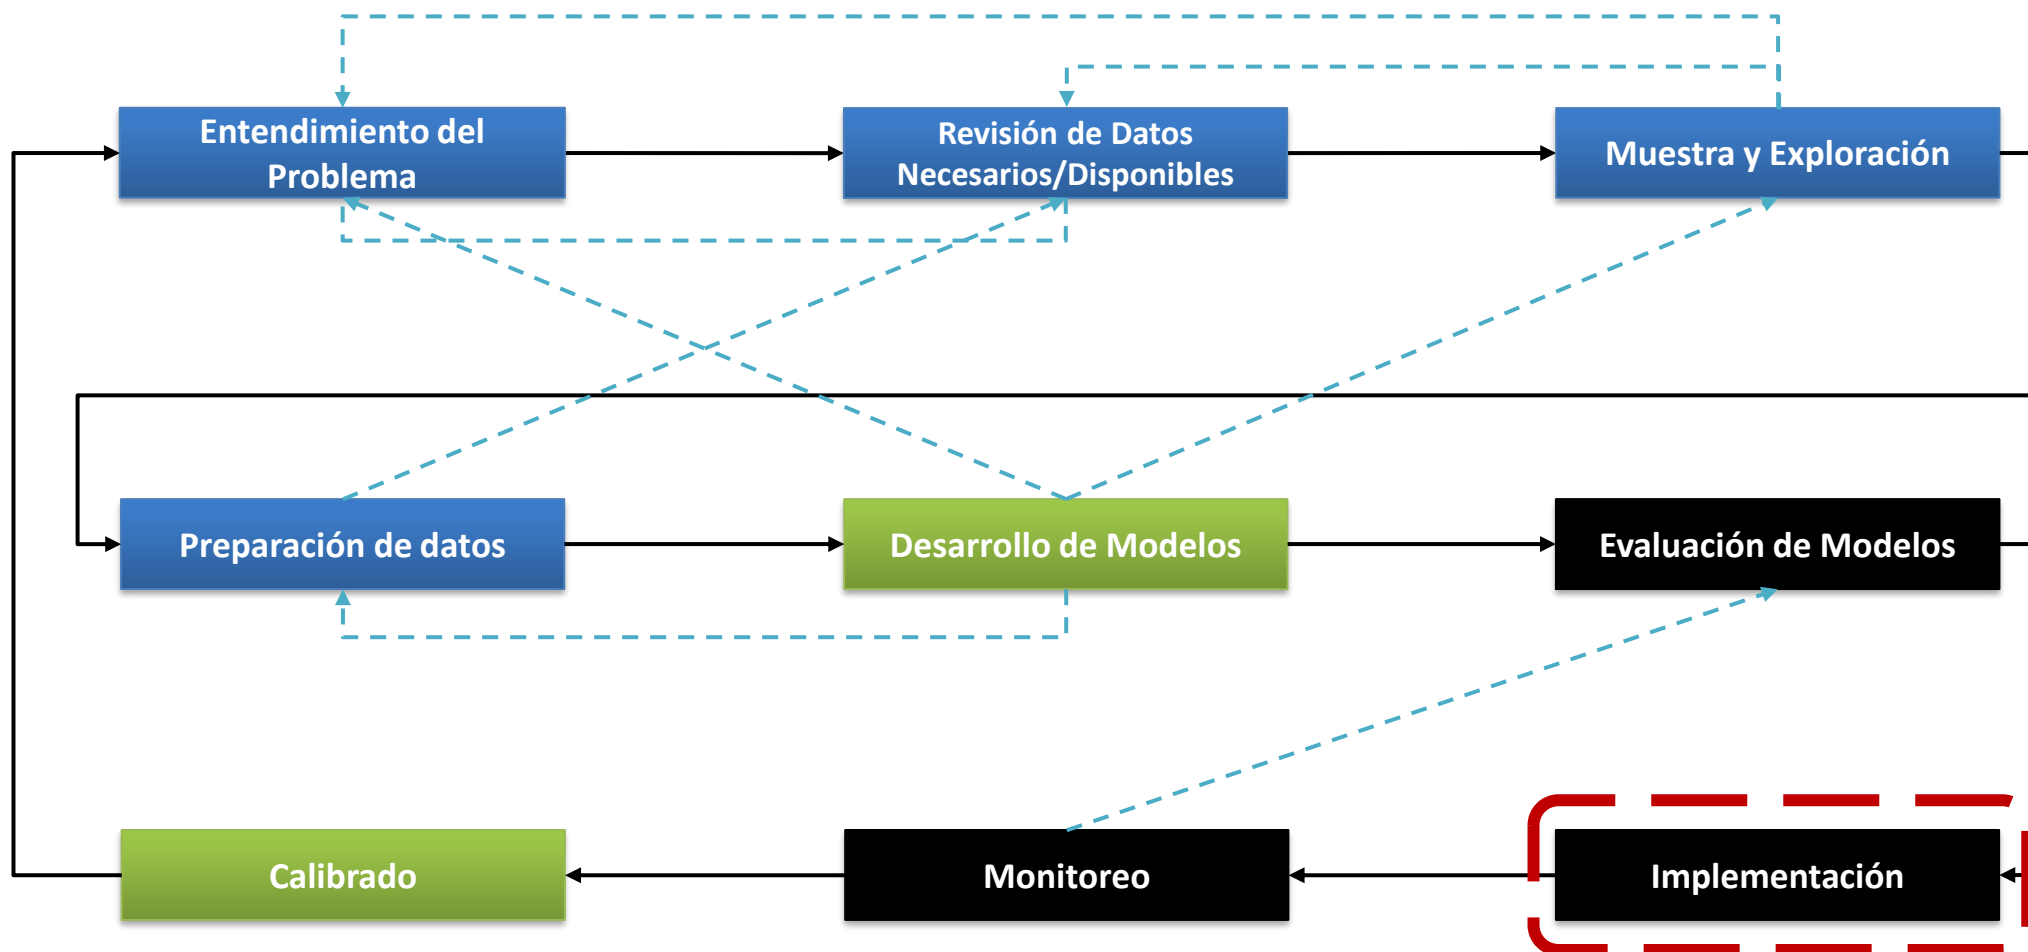 Entendimiento del
Problema
Revisión de Datos
Necesarios/Disponibles
Muestra y Exploración
Preparación de datos
Desarrollo de Modelos
Evaluación de Modelos
Calibrado
Monitoreo
Implementación